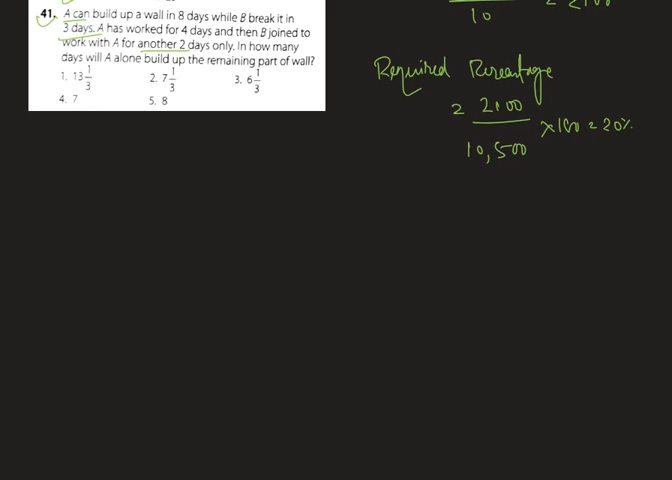 10
41. A can build up a wall in 8 days while B break it in
3 days. A has worked for 4 days and then B joined to
work with A for another 2 days only. In how many
days will A alone build up the remaining part of wall?
1. 13 1/3 2. 7 1/3 3. 6 1/3
4. 7 5. 8
Required Percentage
= 2100/10,500 × 100 = 20%